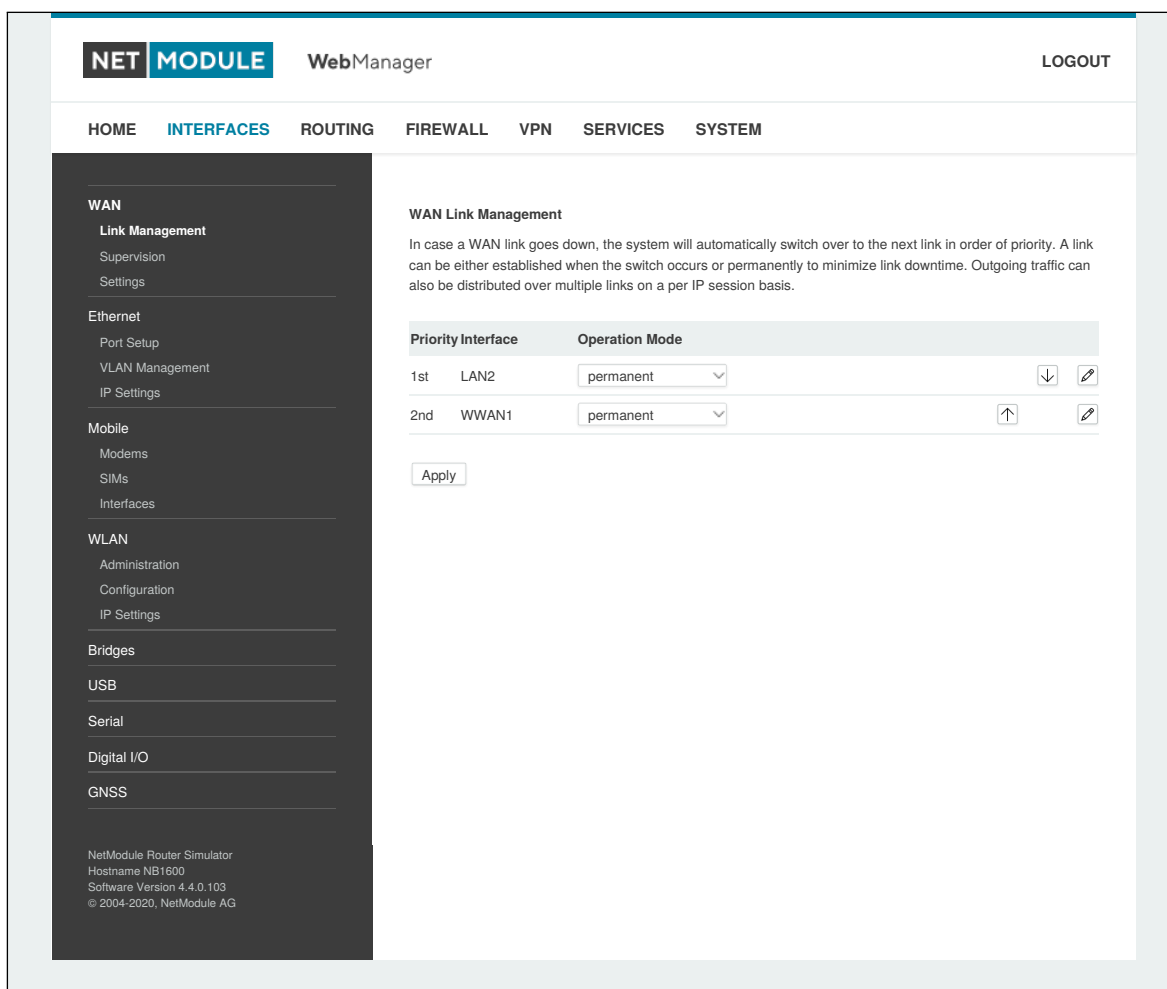 NET MODULE WebManager LOGOUT
HOME INTERFACES ROUTING FIREWALL VPN SERVICES SYSTEM
WAN
Link Management
Supervision
Settings
Ethernet
Port Setup
VLAN Management
IP Settings
Mobile
Modems
SIMs
Interfaces
WLAN
Administration
Configuration
IP Settings
Bridges
USB
Serial
Digital I/O
GNSS
NetModule Router Simulator
Hostname NB1600
Software Version 4.4.0.103
© 2004-2020, NetModule AG
WAN Link Management
In case a WAN link goes down, the system will automatically switch over to the next link in order of priority. A link
can be either established when the switch occurs or permanently to minimize link downtime. Outgoing traffic can
also be distributed over multiple links on a per IP session basis.
Priority Interface Operation Mode
1st LAN2 permanent
2nd WWAN1 permanent
Apply